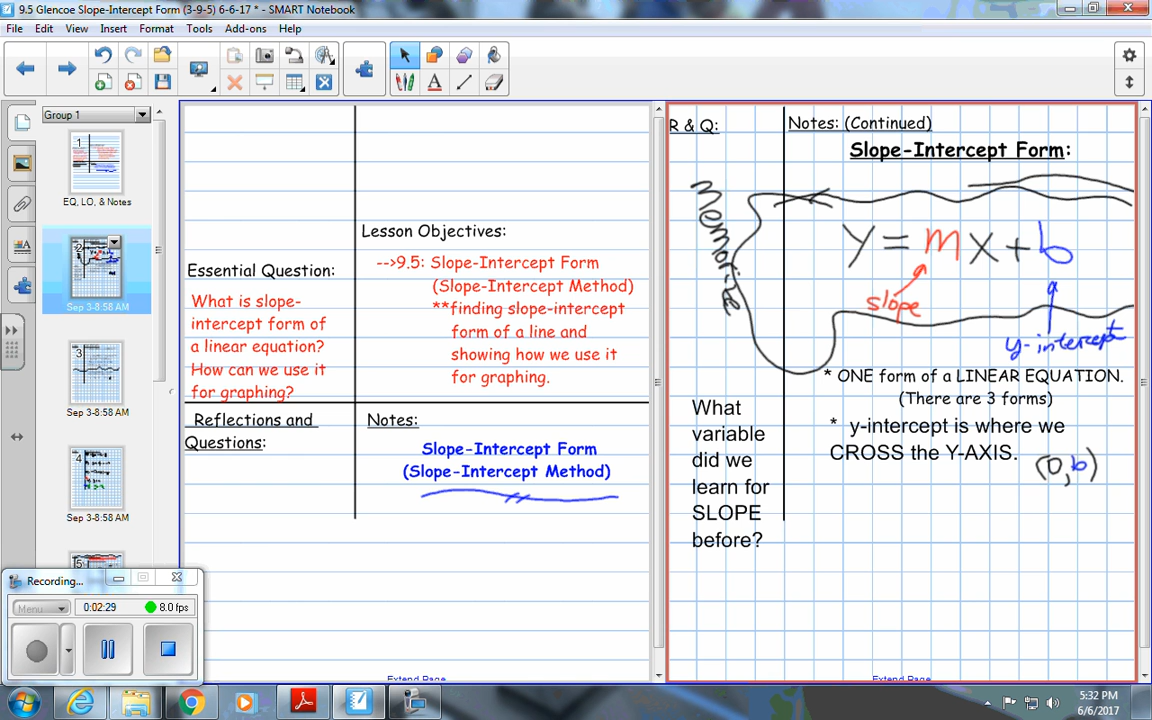 9.5 Glencoe Slope-Intercept Form (3-9-5) 6-6-17 * - SMART Notebook
File Edit View Insert Format Tools Add-ons Help
Group 1
1
EQ, LO, & Notes
2
Sep 3-8:58 AM
3
Sep 3-8:58 AM
4
Sep 3-8:58 AM
5
Lesson Objectives:
-->9.5: Slope-Intercept Form
(Slope-Intercept Method)
**finding slope-intercept
form of a line and
showing how we use it
for graphing.
Essential Question:
What is slope-
intercept form of
a linear equation?
How can we use it
for graphing?
Reflections and
Questions:
Notes:
Slope-Intercept Form
(Slope-Intercept Method)
Extend Page
R & Q:
Notes: (Continued)
Slope-Intercept Form:
Memorize
y = mx + b
slope
y-intercept
* ONE form of a LINEAR EQUATION.
(There are 3 forms)
* y-intercept is where we
CROSS the Y-AXIS.
(0,b)
What
variable
did we
learn for
SLOPE
before?
Extend Page
Recording...
Menu
0:02:29
8.0 fps
5:32 PM
6/6/2017